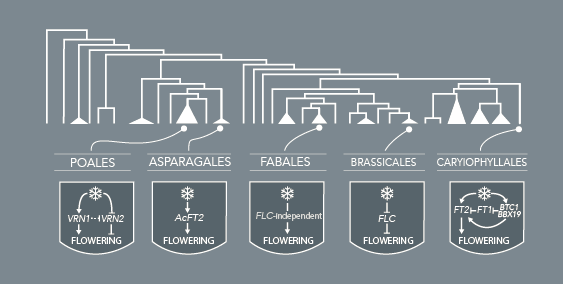 POALES
ASPARAGALES
FABALES
BRASSICALES
CARYIOPHYLLALES
VRN1 VRN2
FLOWERING
AcFT2
FLOWERING
FLC-independent
FLOWERING
FLC
FLOWERING
FT2 FT1 BTC1
BBX19
FLOWERING